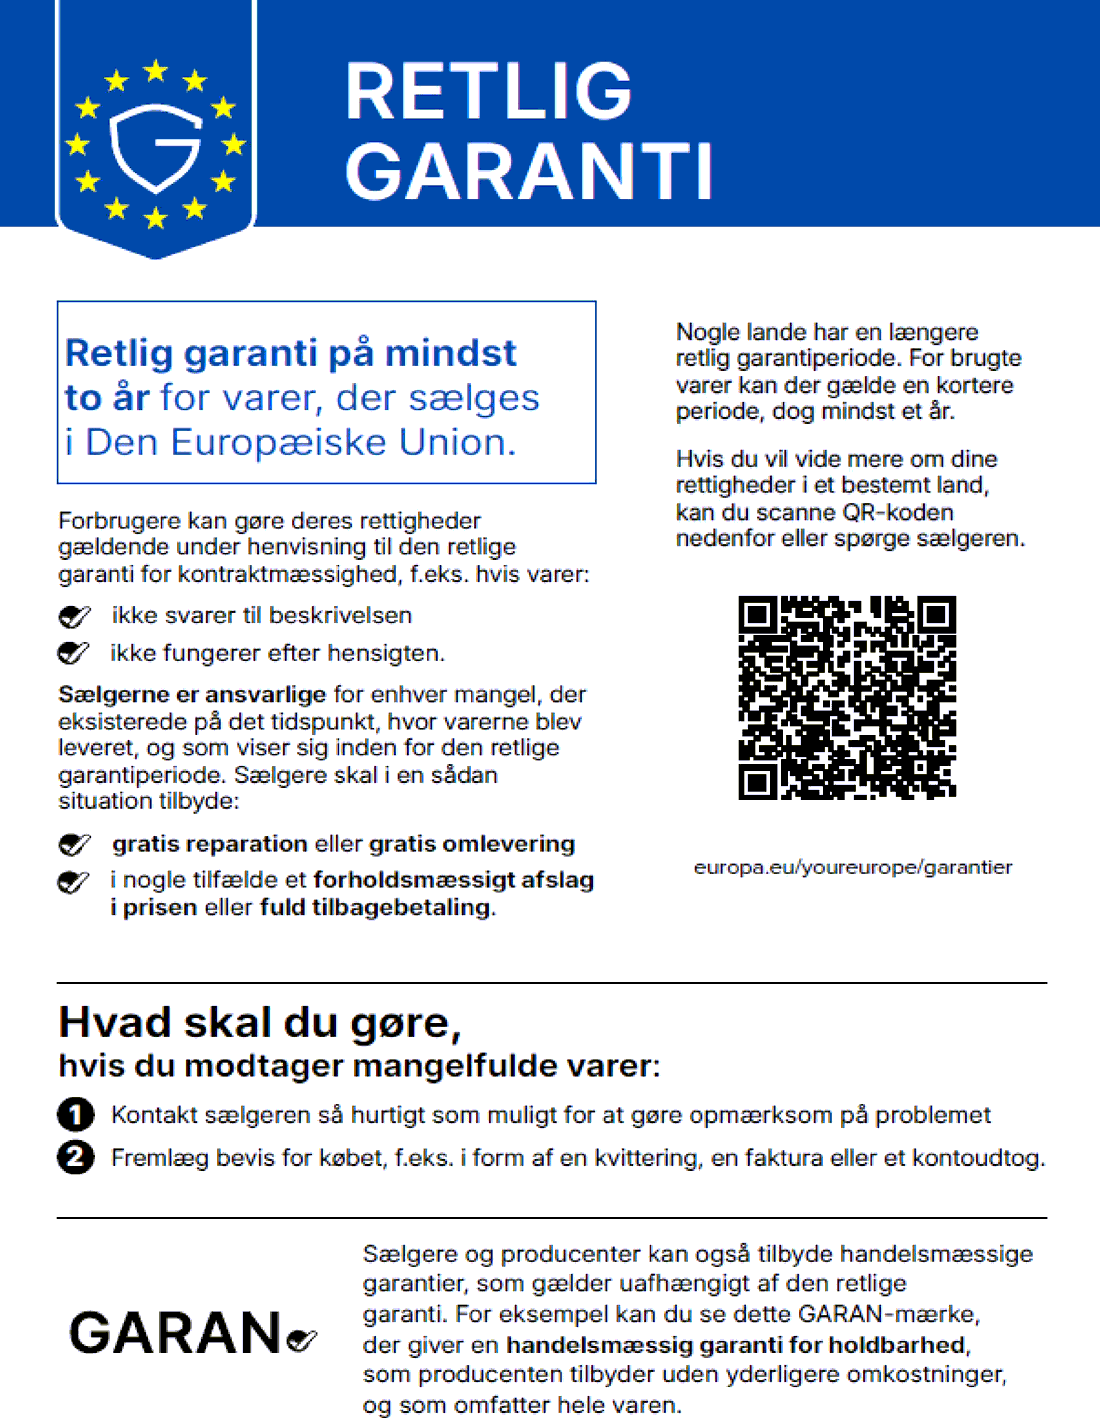 RETLIG
GARANTI
Retlig garanti på mindst
to år for varer, der sælges
i Den Europæiske Union.
Forbrugere kan gøre deres rettigheder
gældende under henvisning til den retlige
garanti for kontraktmæssighed, f.eks. hvis varer:
ikke svarer til beskrivelsen
ikke fungerer efter hensigten.
Sælgerne er ansvarlige for enhver mangel, der
eksisterede på det tidspunkt, hvor varerne blev
leveret, og som viser sig inden for den retlige
garantiperiode. Sælgere skal i en sådan
situation tilbyde:
gratis reparation eller gratis omlevering
i nogle tilfælde et forholdsmæssigt afslag
i prisen eller fuld tilbagebetaling.
Nogle lande har en længere
retlig garantiperiode. For brugte
varer kan der gælde en kortere
periode, dog mindst et år.
Hvis du vil vide mere om dine
rettigheder i et bestemt land,
kan du scanne QR-koden
nedenfor eller spørge sælgeren.
europa.eu/youreurope/garantier
Hvad skal du gøre,
hvis du modtager mangelfulde varer:
1 Kontakt sælgeren så hurtigt som muligt for at gøre opmærksom på problemet
2 Fremlæg bevis for købet, f.eks. i form af en kvittering, en faktura eller et kontoudtog.
GARAN
Sælgere og producenter kan også tilbyde handelsmæssige
garantier, som gælder uafhængigt af den retlige
garanti. For eksempel kan du se dette GARAN-mærke,
der giver en handelsmæssig garanti for holdbarhed,
som producenten tilbyder uden yderligere omkostninger,
og som omfatter hele varen.